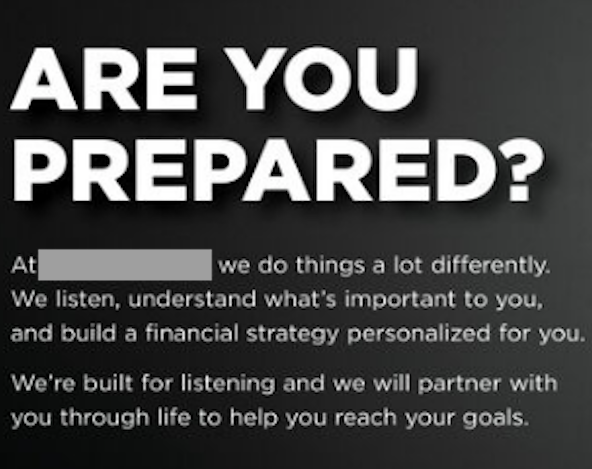 ARE YOU
PREPARED?
At we do things a lot differently.
We listen, understand what's important to you,
and build a financial strategy personalized for you.
We're built for listening and we will partner with
you through life to help you reach your goals.